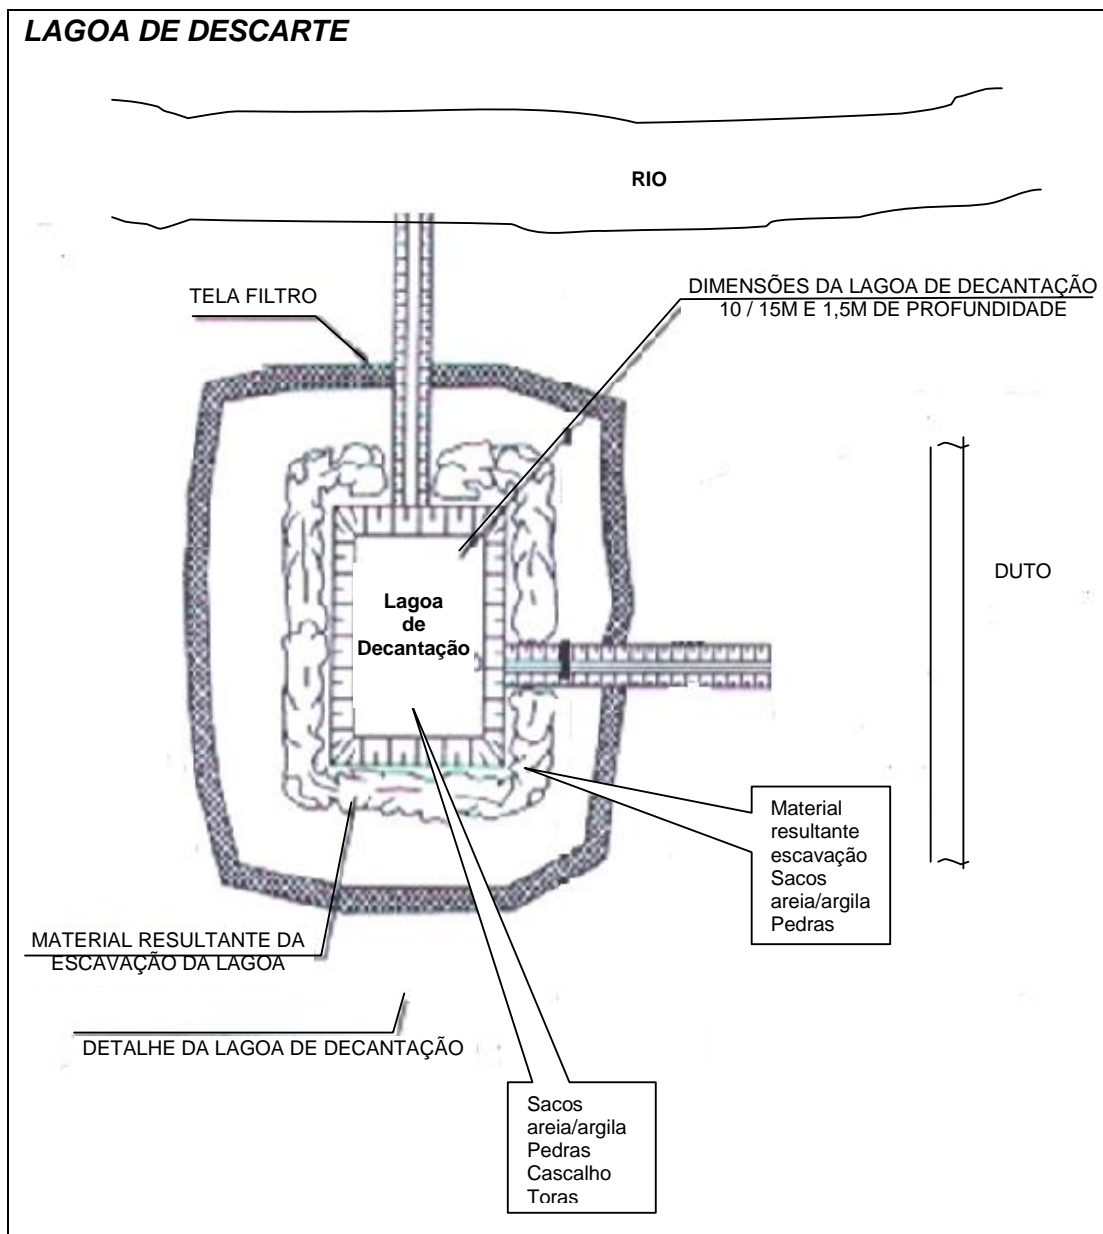 LAGOA DE DESCARTE
RIO
TELA FILTRO
DIMENSÕES DA LAGOA DE DECANTAÇÃO
10 / 15M E 1,5M DE PROFUNDIDADE
DUTO
Lagoa
de
Decantação
Material
resultante
escavação
Sacos
areia/argila
Pedras
MATERIAL RESULTANTE DA
ESCAVAÇÃO DA LAGOA
DETALHE DA LAGOA DE DECANTAÇÃO
Sacos
areia/argila
Pedras
Cascalho
Toras